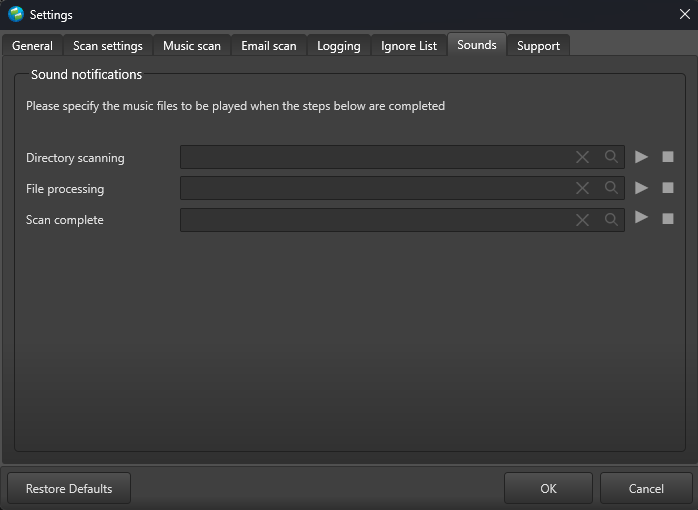 Settings
General Scan settings Music scan Email scan Logging Ignore List Sounds Support
Sound notifications
Please specify the music files to be played when the steps below are completed
Directory scanning
File processing
Scan complete
Restore Defaults OK Cancel